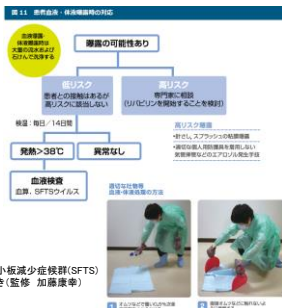 図 11 患者血液・体液曝露時の対応
血液曝露・
体液曝露時は
大量の流水および
石けんで洗浄する
曝露の可能性あり
低リスク
患者との接触はあるが
高リスクに該当しない
高リスク
専門家に相談
(リバビリンを開始することを検討)
検温：毎日／14日間
高リスク曝露
•針さし,スプラッシュの粘膜曝露
•適切な個人用防護具を着用しない
気管挿管などのエアロゾル発生手技
発熱>38℃
異常なし
血液検査
血算, SFTSウイルス
適切な吐物等
血液・体液処理の方法
小板減少症候群(SFTS)
き(監修 加藤康幸)
1
2